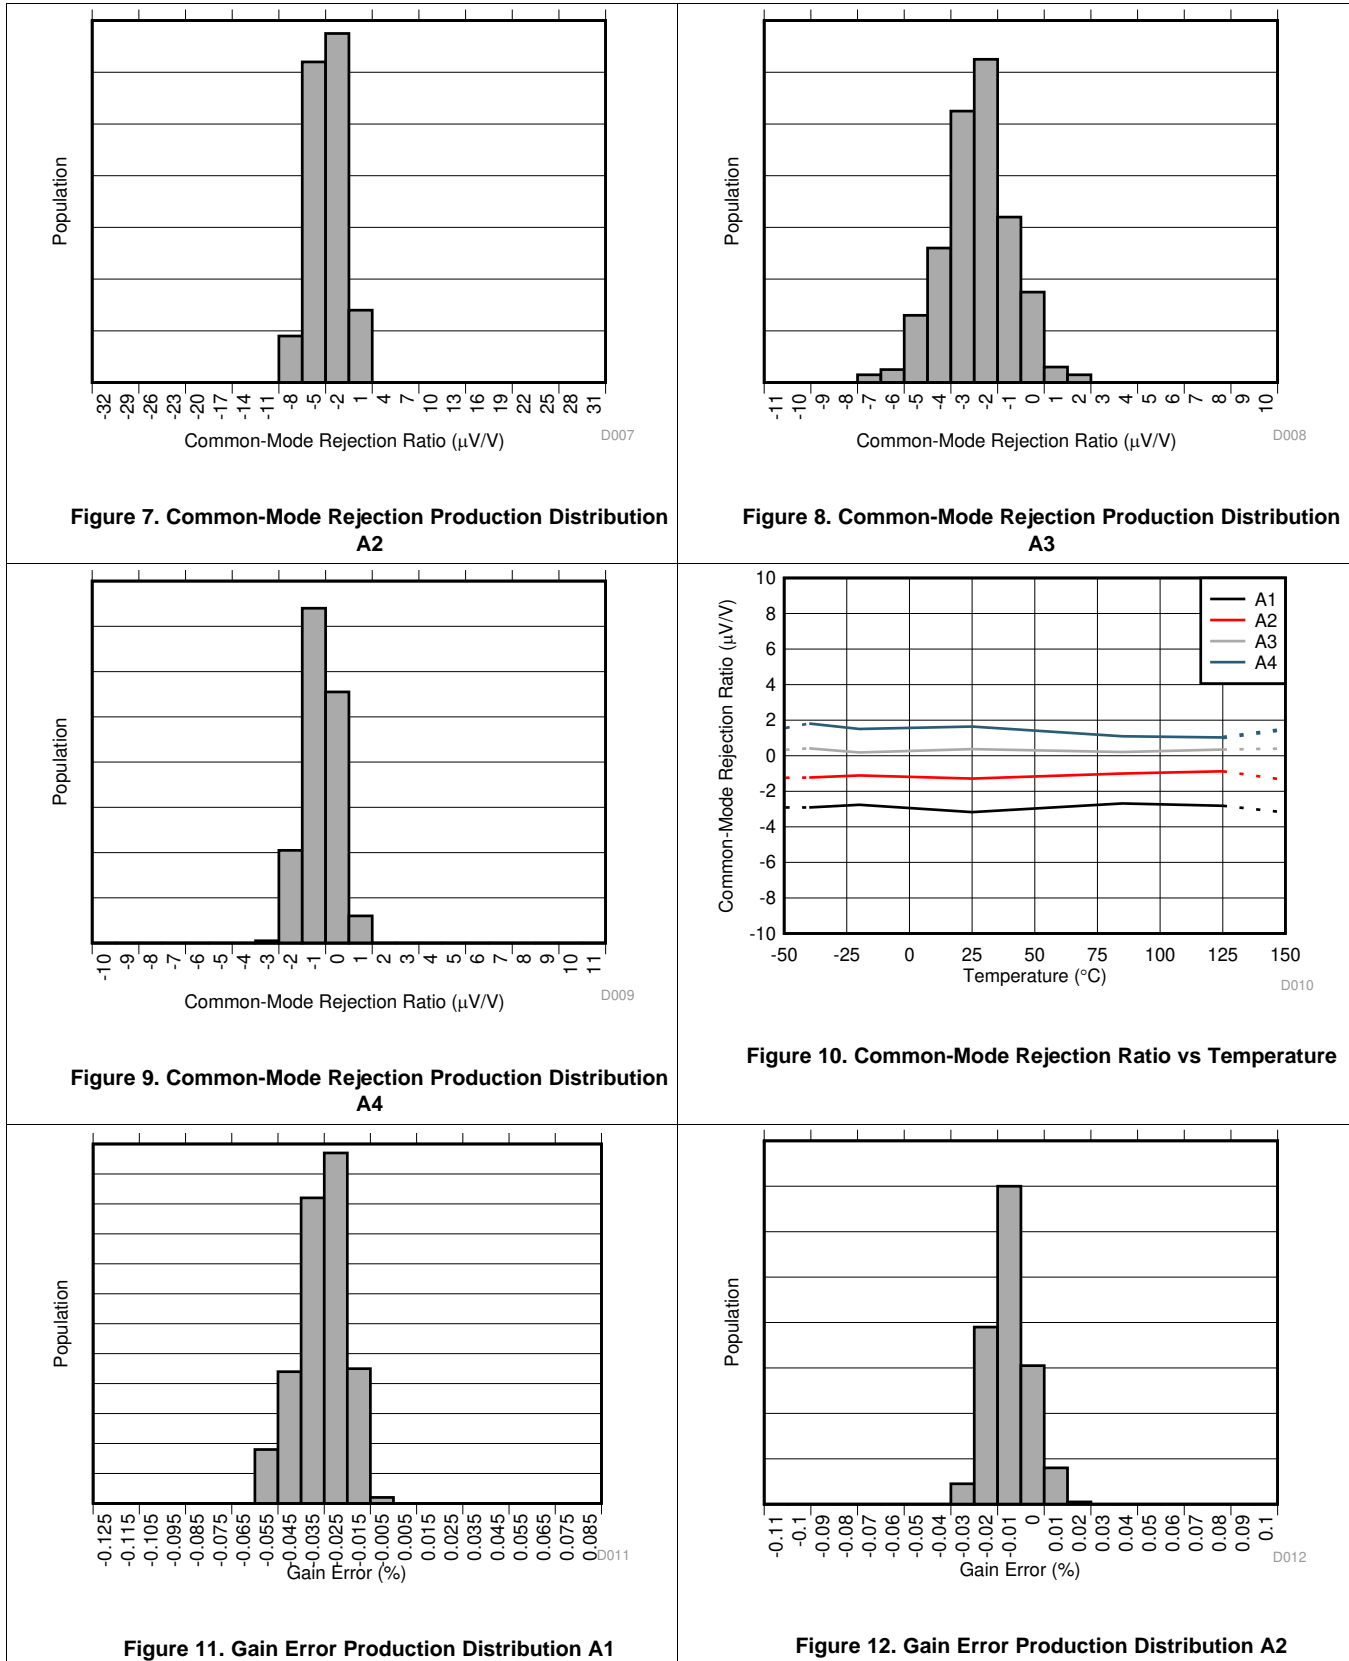 Population
-32 -29 -26 -23 -20 -17 -14 -11 -8 -5 -2 1 4 7 10 13 16 19 22 25 28 31
Common-Mode Rejection Ratio (µV/V)
D007
Figure 7. Common-Mode Rejection Production Distribution
A2
Population
-11 -10 -9 -8 -7 -6 -5 -4 -3 -2 -1 0 1 2 3 4 5 6 7 8 9 10
Common-Mode Rejection Ratio (µV/V)
D008
Figure 8. Common-Mode Rejection Production Distribution
A3
Population
-10 -9 -8 -7 -6 -5 -4 -3 -2 -1 0 1 2 3 4 5 6 7 8 9 10 11
Common-Mode Rejection Ratio (µV/V)
D009
Figure 9. Common-Mode Rejection Production Distribution
A4
Common-Mode Rejection Ratio (µV/V)
10
8
6
4
2
0
-2
-4
-6
-8
-10
A1
A2
A3
A4
-50 -25 0 25 50 75 100 125 150
Temperature (°C)
D010
Figure 10. Common-Mode Rejection Ratio vs Temperature
Population
-0.125 -0.115 -0.105 -0.095 -0.085 -0.075 -0.065 -0.055 -0.045 -0.035 -0.025 -0.015 -0.005 0.005 0.015 0.025 0.035 0.045 0.055 0.065 0.075 0.085
Gain Error (%)
D011
Figure 11. Gain Error Production Distribution A1
Population
-0.11 -0.1 -0.09 -0.08 -0.07 -0.06 -0.05 -0.04 -0.03 -0.02 -0.01 0 0.01 0.02 0.03 0.04 0.05 0.06 0.07 0.08 0.09 0.1
Gain Error (%)
D012
Figure 12. Gain Error Production Distribution A2